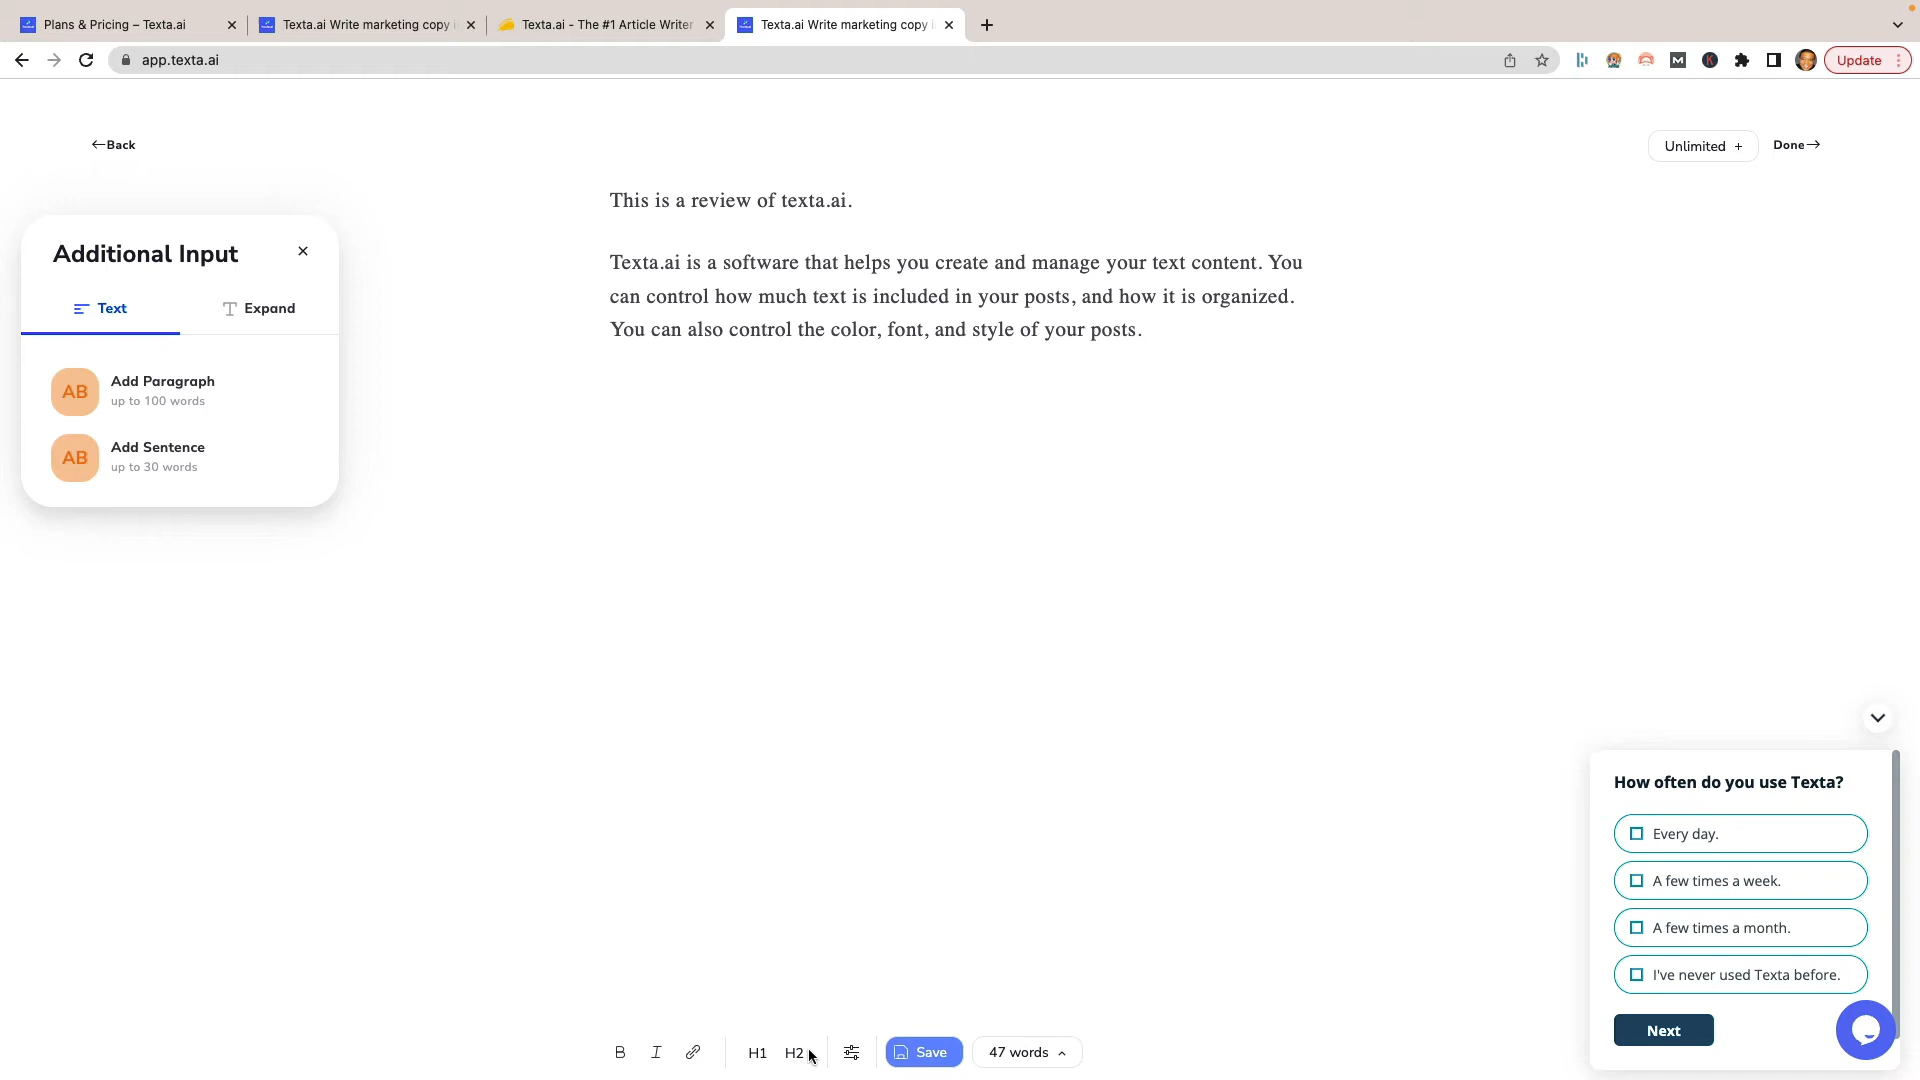 Plans & Pricing – Texta.ai
Texta.ai Write marketing copy i
Texta.ai - The #1 Article Writer
Texta.ai Write marketing copy i
app.texta.ai
Update
←Back
Unlimited +
Done→
This is a review of texta.ai.
Additional Input
Texta.ai is a software that helps you create and manage your text content. You
can control how much text is included in your posts, and how it is organized.
You can also control the color, font, and style of your posts.
Text
Expand
AB
Add Paragraph
up to 100 words
AB
Add Sentence
up to 30 words
How often do you use Texta?
Every day.
A few times a week.
A few times a month.
I've never used Texta before.
Next
B
I
H1
H2
Save
47 words